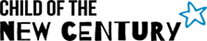 CHILD OF THE
NEW CENTURY